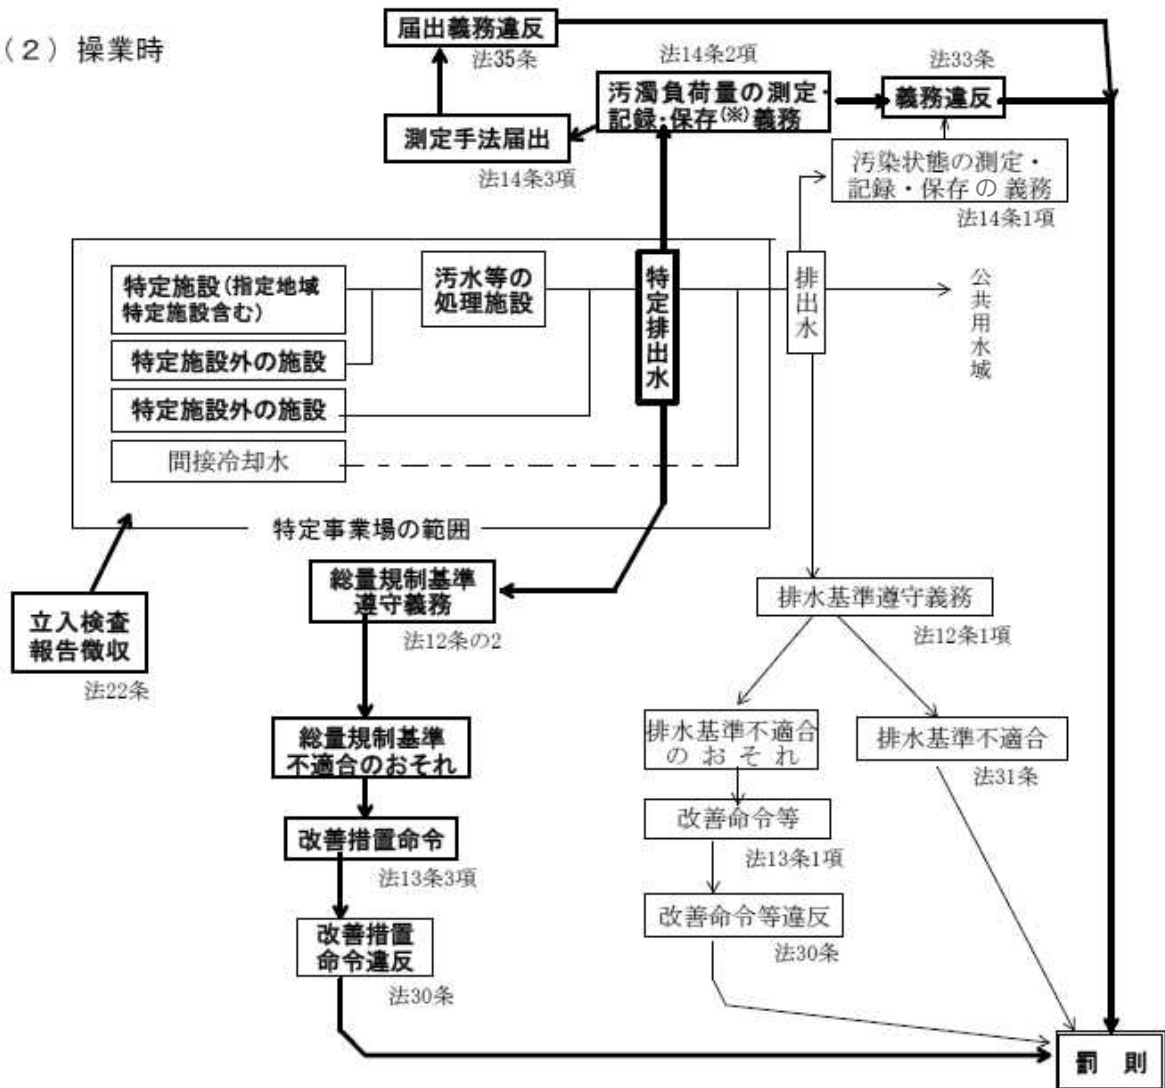 （２）操業時
届出義務違反
法35条
法14条2項
法33条
汚濁負荷量の測定・
記録・保存(※)義務
義務違反
測定手法届出
法14条3項
汚染状態の測定・
記録・保存の義務
法14条1項
特定施設(指定地域
特定施設含む)
汚水等の
処理施設
特定排出水
排出水
公共用水域
特定施設外の施設
特定施設外の施設
間接冷却水
特定事業場の範囲
立入検査
報告徴収
法22条
総量規制基準
遵守義務
法12条の2
排水基準遵守義務
法12条1項
総量規制基準
不適合のおそれ
排水基準不適合
のおそれ
排水基準不適合
法31条
改善措置命令
法13条3項
改善命令等
法13条1項
改善措置
命令違反
法30条
改善命令等違反
法30条
罰則